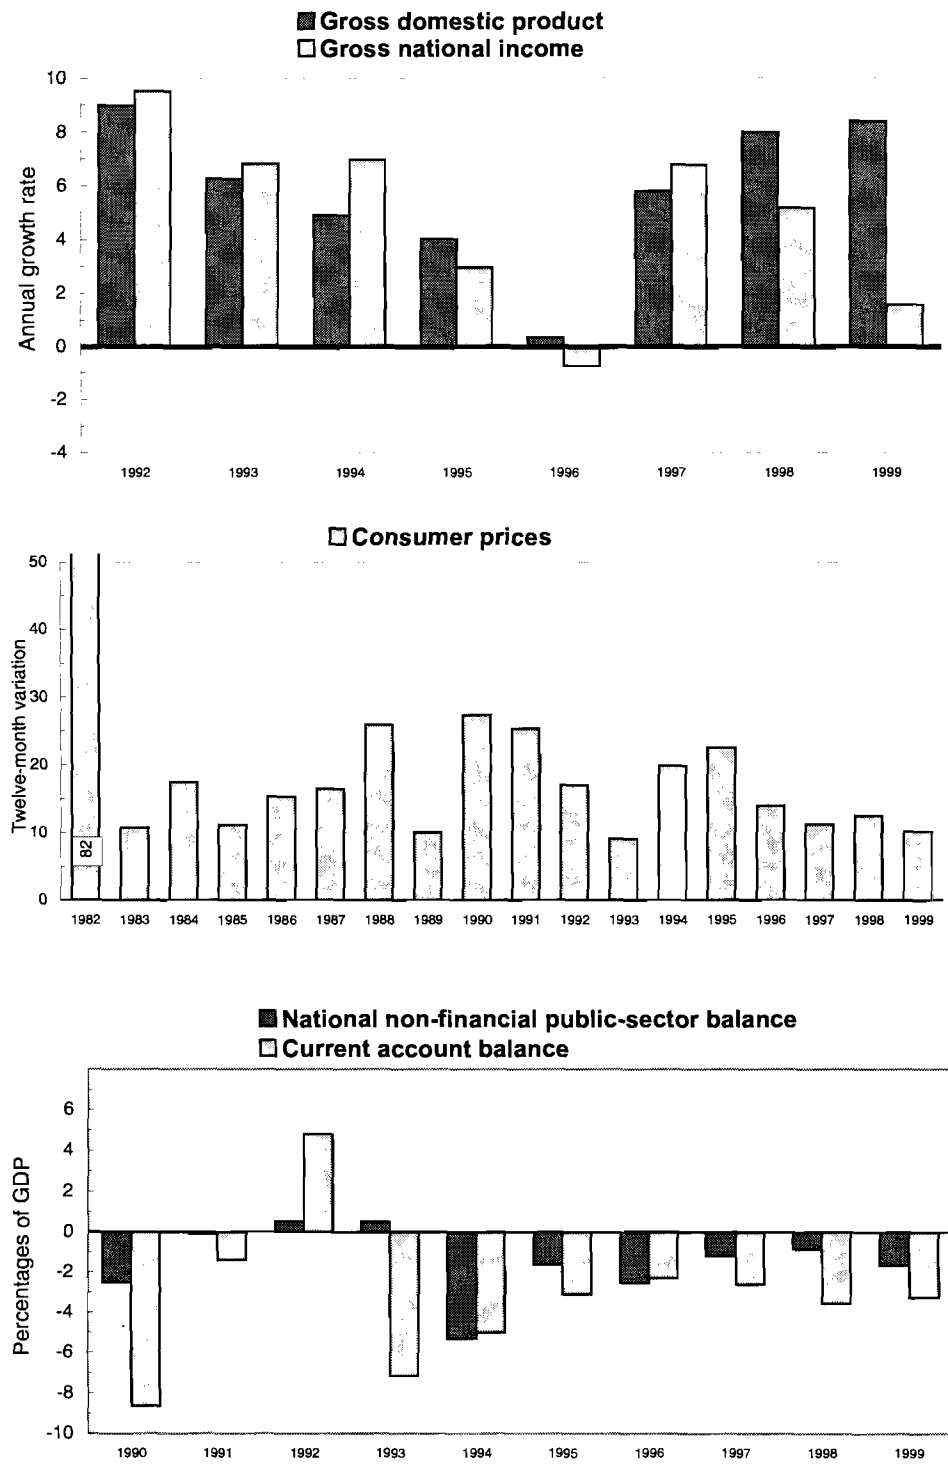 Gross domestic product
Gross national income
Annual growth rate
10
8
6
4
2
0
-2
-4
1992 1993 1994 1995 1996 1997 1998 1999
Consumer prices
Twelve-month variation
50
40
30
20
10
0
82
1982 1983 1984 1985 1986 1987 1988 1989 1990 1991 1992 1993 1994 1995 1996 1997 1998 1999
National non-financial public-sector balance
Current account balance
Percentages of GDP
6
4
2
0
-2
-4
-6
-8
-10
1990 1991 1992 1993 1994 1995 1996 1997 1998 1999